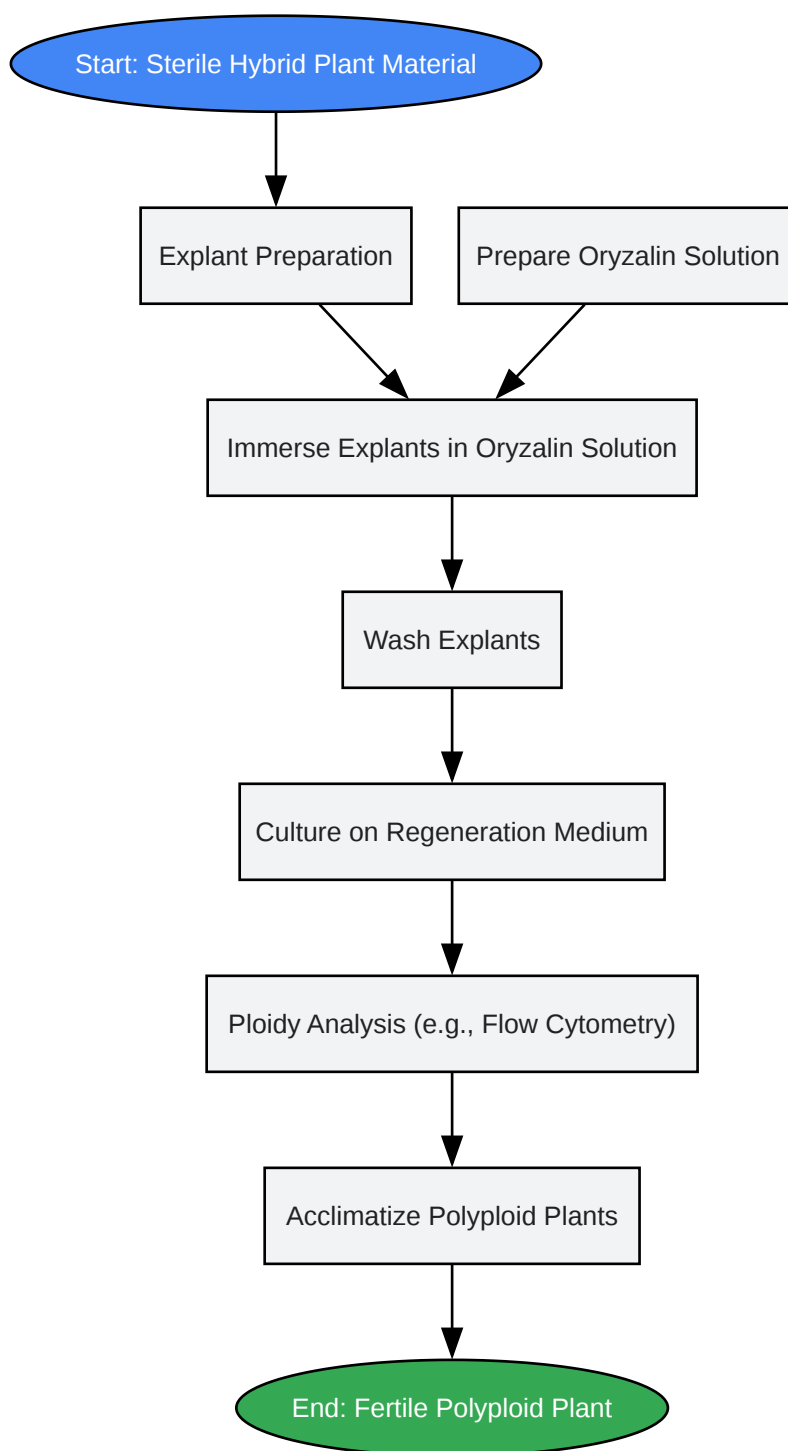 Start: Sterile Hybrid Plant Material
Explant Preparation
Prepare Oryzalin Solution
Immerse Explants in Oryzalin Solution
Wash Explants
Culture on Regeneration Medium
Ploidy Analysis (e.g., Flow Cytometry)
Acclimatize Polyploid Plants
End: Fertile Polyploid Plant